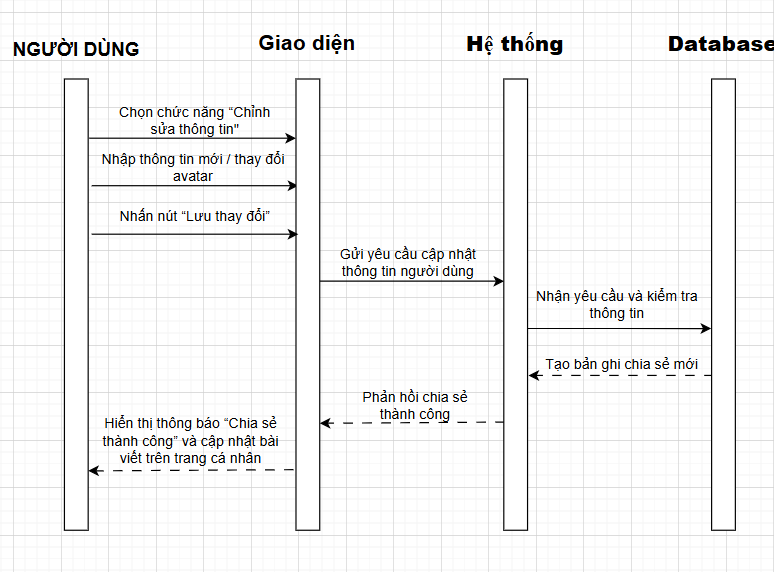 NGƯỜI DÙNG
Giao diện
Hệ thống
Database
Chọn chức năng “Chỉnh
sửa thông tin"
Nhập thông tin mới / thay đổi
avatar
Nhấn nút “Lưu thay đổi”
Gửi yêu cầu cập nhật
thông tin người dùng
Nhận yêu cầu và kiểm tra
thông tin
Tạo bản ghi chia sẻ mới
Phản hồi chia sẻ
thành công
Hiển thị thông báo “Chia sẻ
thành công” và cập nhật bài
viết trên trang cá nhân